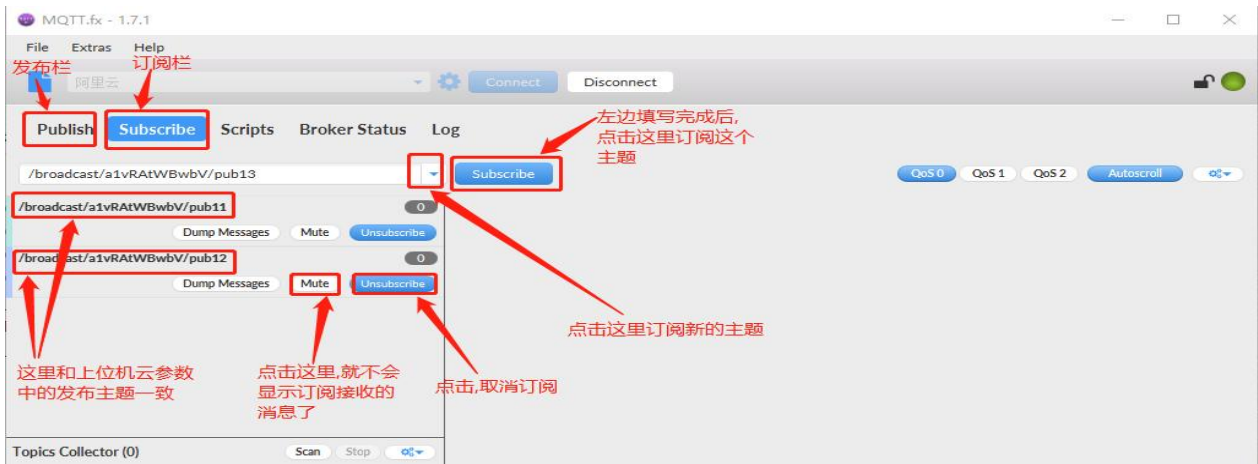 MQTT.fx - 1.7.1
File Extras Help
发布栏
订阅栏
阿里云
Connect
Disconnect
Publish
Subscribe
Scripts
Broker Status
Log
左边填写完成后,
点击这里订阅这个
主题
/broadcast/a1vRAtWBwbV/pub13
Subscribe
QoS 0
QoS 1
QoS 2
Autoscroll
/broadcast/a1vRAtWBwbV/pub11
0
Dump Messages
Mute
Unsubscribe
/broadcast/a1vRAtWBwbV/pub12
0
Dump Messages
Mute
Unsubscribe
点击这里订阅新的主题
这里和上位机云参数
中的发布主题一致
点击这里,就不会
显示订阅接收的
消息了
点击,取消订阅
Topics Collector (0)
Scan
Stop